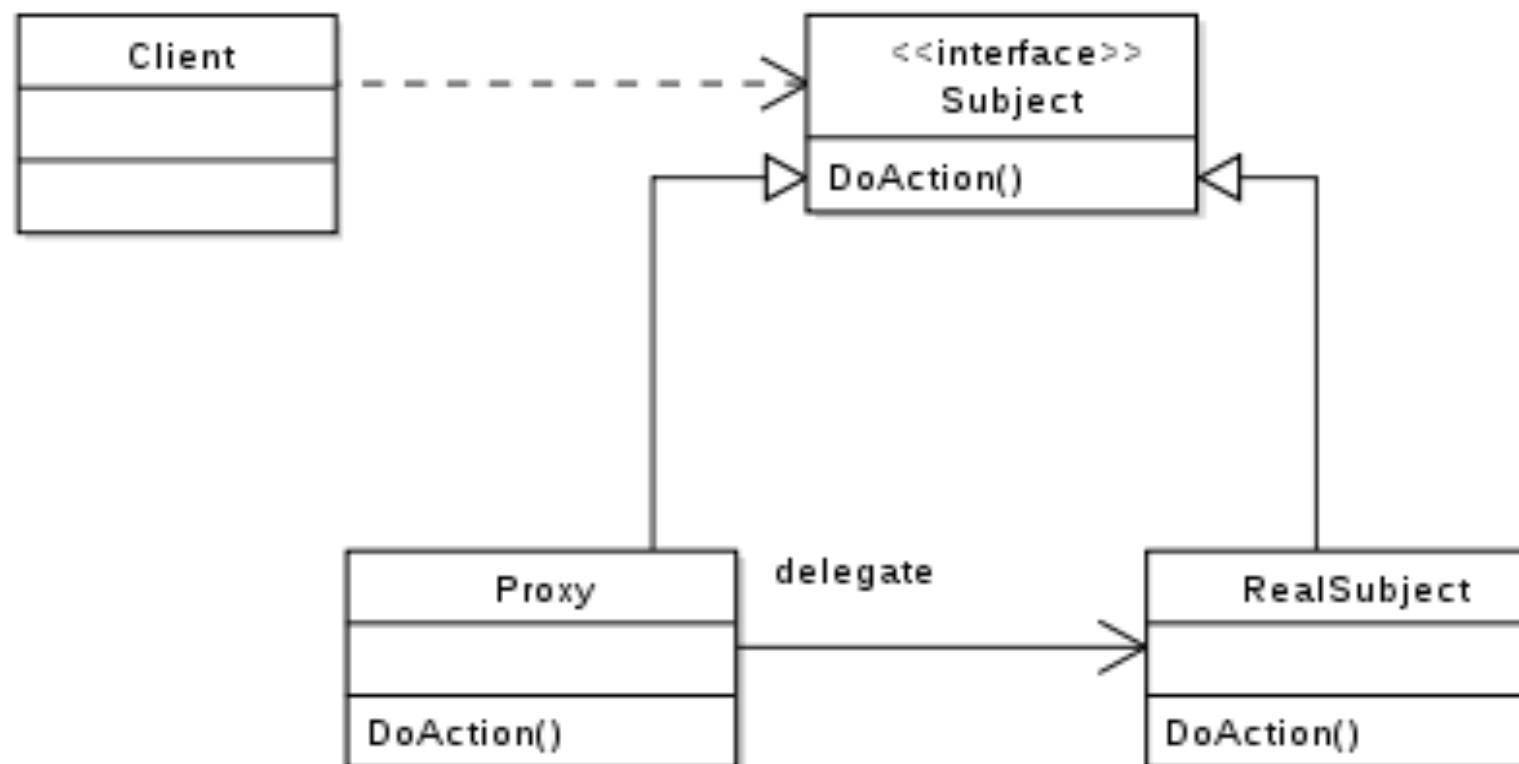 Client
<<interface>>
Subject
DoAction()
delegate
Proxy
RealSubject
DoAction()
DoAction()